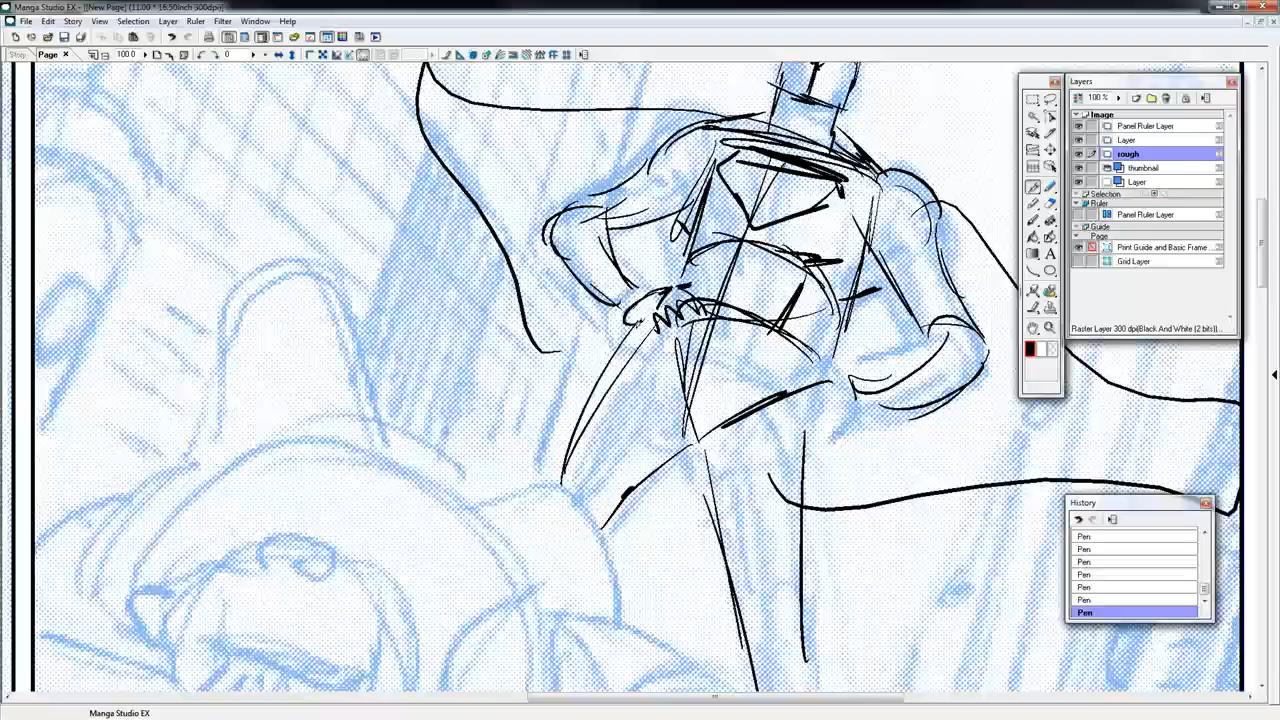 Manga Studio EX - [[New Page] (11.00 * 16.50inch 300dpi)]
File Edit Story View Selection Layer Ruler Filter Window Help
Story Page 100.0 0
Layers
100 %
Image
Panel Ruler Layer
Layer
rough
thumbnail
Layer
Selection
Ruler
Panel Ruler Layer
Guide
Page
Print Guide and Basic Frame ...
Grid Layer
Raster Layer 300 dpi(Black And White (2 bits)...
History
Pen
Pen
Pen
Pen
Pen
Pen
Pen
Manga Studio EX